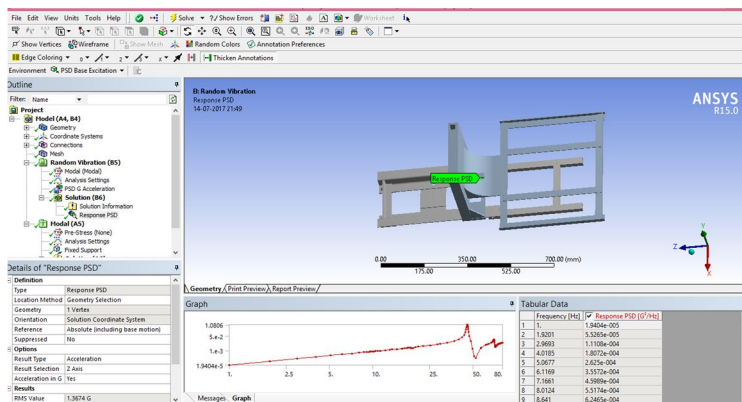 File Edit View Units Tools Help Solve ?/ Show Errors Worksheet
Show Vertices Wireframe Show Mesh Random Colors Annotation Preferences
Edge Coloring Thicken Annotations
Environment PSD Base Excitation
Outline
Filter: Name
Project
Model (A4, B4)
Geometry
Coordinate Systems
Connections
Mesh
Random Vibration (B5)
Modal (Modal)
Analysis Settings
PSD G Acceleration
Solution (B6)
Solution Information
Response PSD
Modal (A5)
Pre-Stress (None)
Analysis Settings
Fixed Support
B: Random Vibration
Response PSD
14-07-2017 21:49
ANSYS
R15.0
Response PSD
0.00 350.00 700.00 (mm)
175.00 525.00
Y
Z
X
Geometry Print Preview Report Preview
Details of "Response PSD"
Definition
Type Response PSD
Location Method Geometry Selection
Geometry 1 Vertex
Orientation Solution Coordinate System
Reference Absolute (including base motion)
Suppressed No
Options
Result Type Acceleration
Result Selection Z Axis
Acceleration in G Yes
Results
RMS Value 1.3674 G
Graph
1.0806
5.e-2
1.e-3
1.9404e-5
1. 2.5 5. 10. 25. 50. 80.
Messages Graph
Tabular Data
Frequency [Hz] Response PSD [G²/Hz]
1 1. 1.9404e-005
2 1.9201 5.5265e-005
3 2.9693 1.1108e-004
4 4.0185 1.8072e-004
5 5.0677 2.625e-004
6 6.1169 3.5572e-004
7 7.1661 4.5989e-004
8 8.0124 5.5174e-004
9 8.641 6.2465e-004